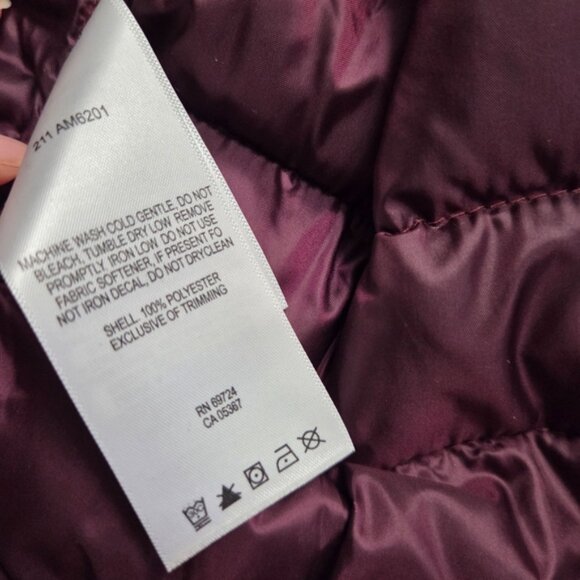 211 AM6201
MACHINE WASH COLD GENTLE, DO NOT
BLEACH, TUMBLE DRY LOW REMOVE
PROMPTLY, IRON LOW DO NOT USE
FABRIC SOFTENER, IF PRESENT FO
NOT IRON DECAL, DO NOT DRYCLEAN
SHELL: 100% POLYESTER
EXCLUSIVE OF TRIMMING
RN 69724
CA 05367